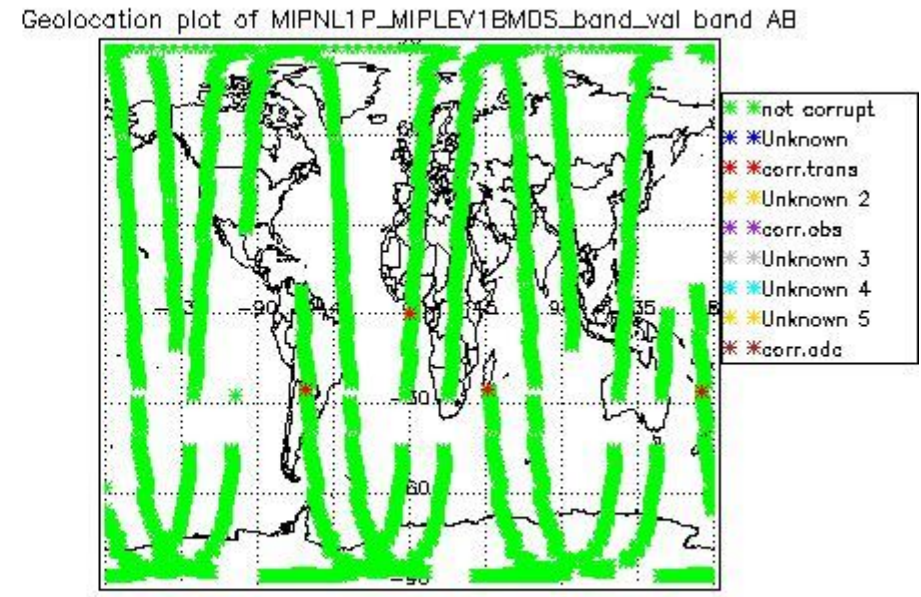 Geolocation plot of MIPNL1P_MIPLEV1BMDS_band_val band AB
not corrupt
Unknown
corr.trans
Unknown 2
corr.obs
Unknown 3
Unknown 4
Unknown 5
corr.adc
-90
-30
-60
-90